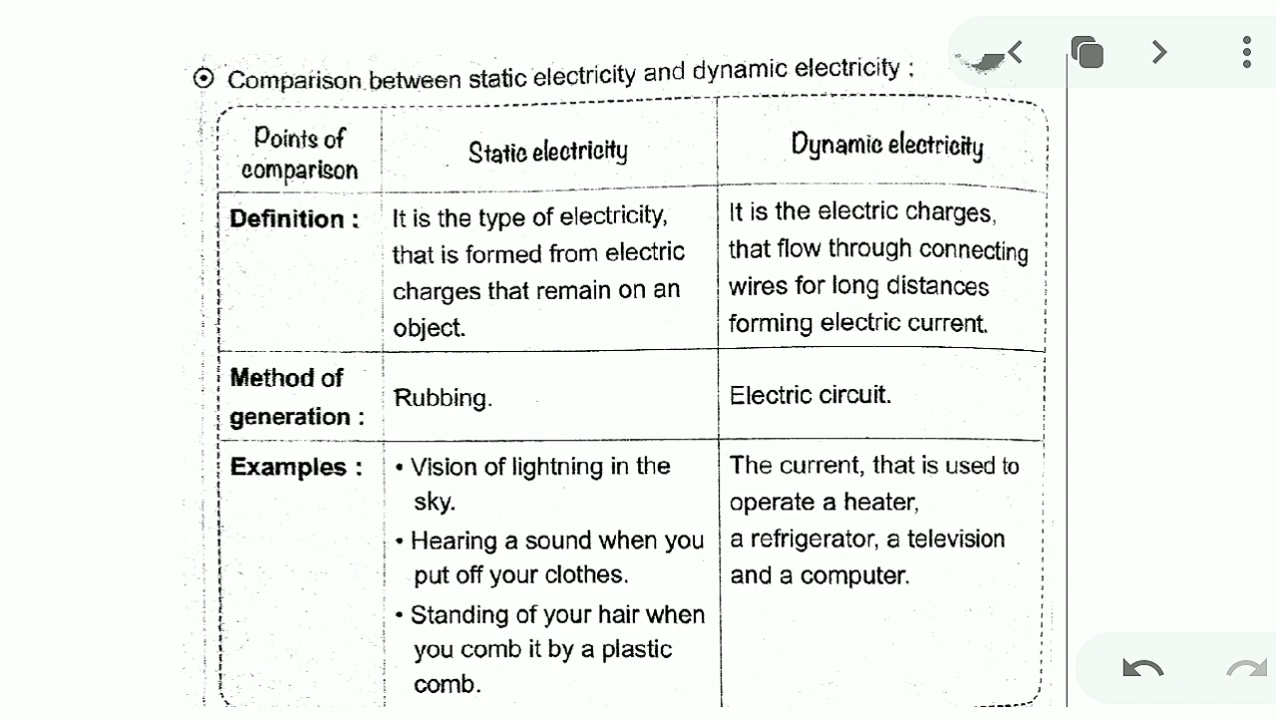 Comparison between static electricity and dynamic electricity :
Points of
comparison
Static electricity
Dynamic electricity
Definition :
It is the type of electricity,
that is formed from electric
charges that remain on an
object.
It is the electric charges,
that flow through connecting
wires for long distances
forming electric current.
Method of
generation :
Rubbing.
Electric circuit.
Examples :
• Vision of lightning in the
sky.
• Hearing a sound when you
put off your clothes.
• Standing of your hair when
you comb it by a plastic
comb.
The current, that is used to
operate a heater,
a refrigerator, a television
and a computer.